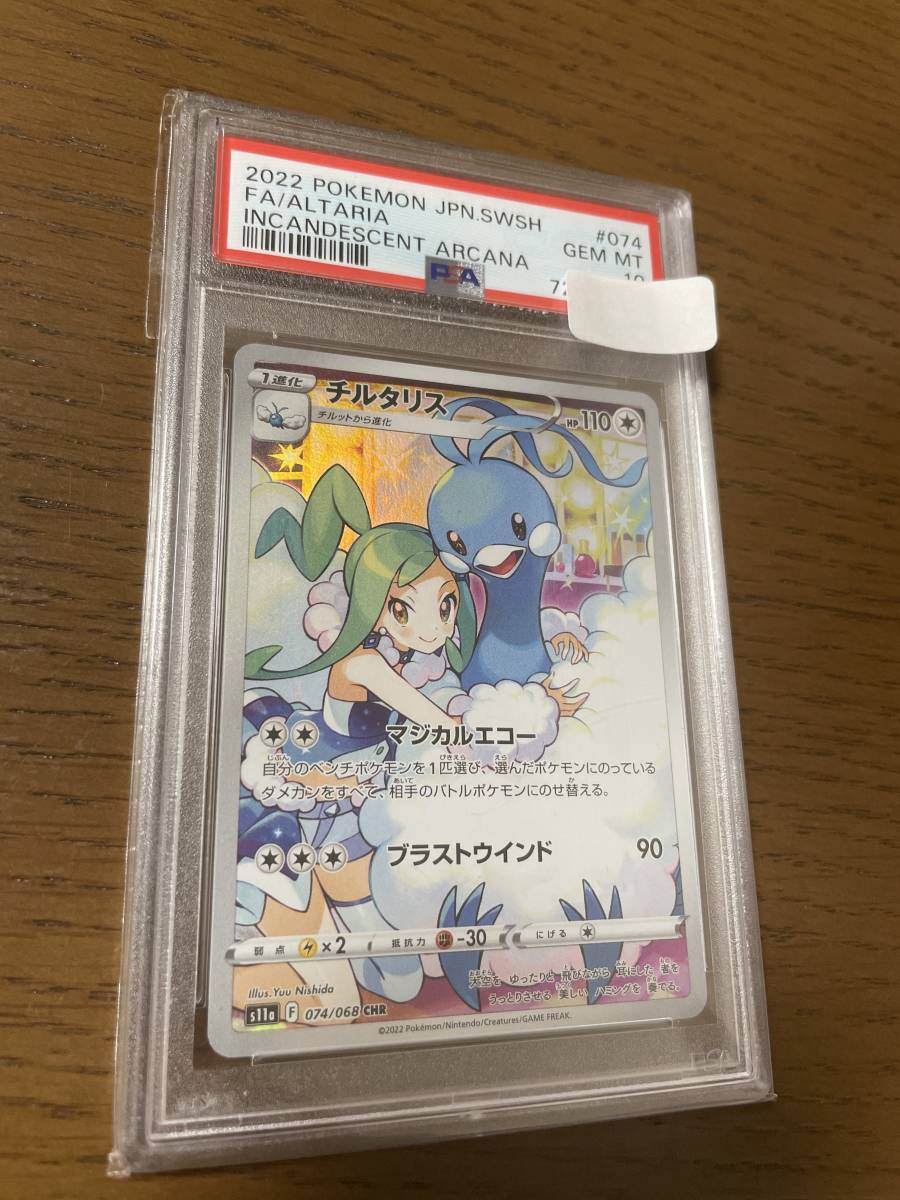 2022 POKEMON JPN.SWSH #074
FA/ALTARIA GEM MT
INCANDESCENT ARCANA 10
PSA
1進化
チルタリス
チルットから進化
HP110
マジカルエコー
自分のベンチポケモンを1匹選び、選んだポケモンにのっている
ダメカンをすべて、相手のバトルポケモンにのせ替える。
ブラストウインド 90
弱点 ×2 抵抗力 -30 にげる
大空を ゆったりと 飛びながら 耳にした 者を
うっとりさせる 美しい ハミングを 奏でる。
Illus.Yuu Nishida
s11a F 074/068 CHR
©2022 Pokémon/Nintendo/Creatures/GAME FREAK.